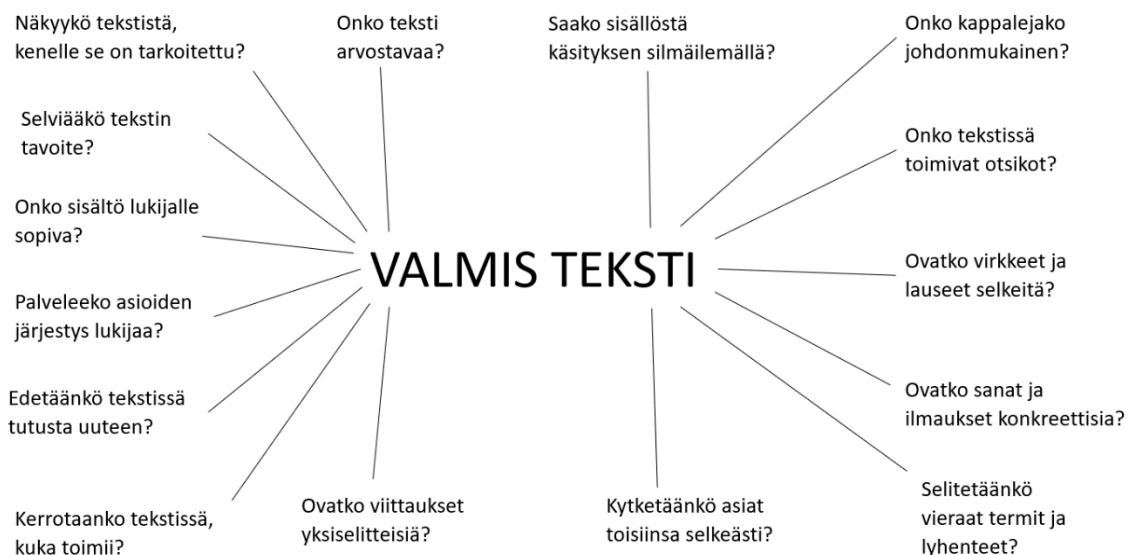 Näkyykö tekstistä,
kenelle se on tarkoitettu?
Onko teksti
arvostavaa?
Saako sisällöstä
käsityksen silmäilemällä?
Onko kappalejako
johdonmukainen?
Selviääkö tekstin
tavoite?
Onko tekstissä
toimivat otsikot?
Onko sisältö lukijalle
sopiva?
VALMIS TEKSTI
Ovatko virkkeet ja
lauseet selkeitä?
Palveleeko asioiden
järjestys lukijaa?
Edetäänkö tekstissä
tutusta uuteen?
Ovatko sanat ja
ilmaukset konkreettisia?
Kerrotaanko tekstissä,
kuka toimii?
Ovatko viittaukset
yksiselitteisiä?
Kytketäänkö asiat
toisiinsa selkeästi?
Selitetäänkö
vieraat termit ja
lyhenteet?